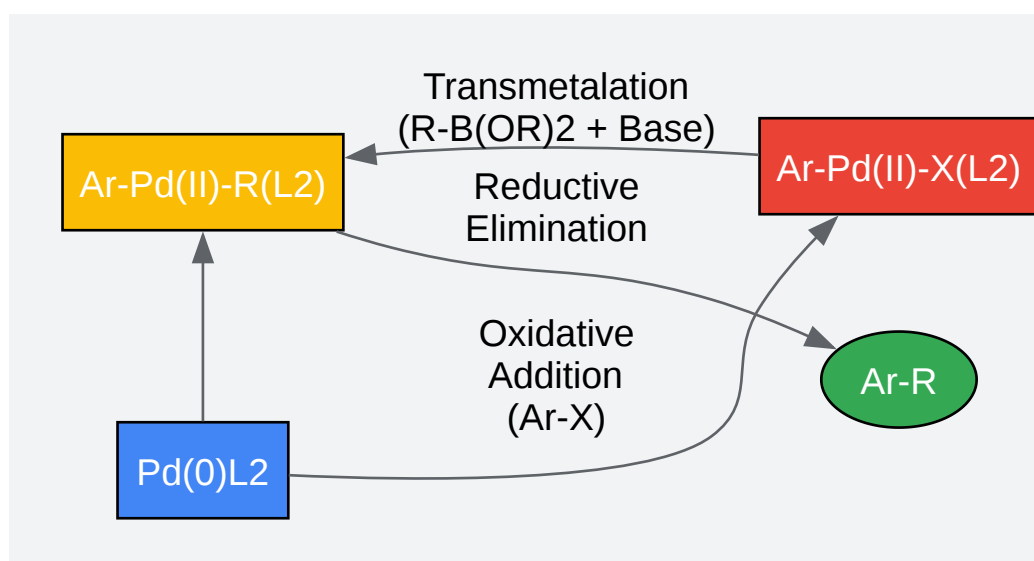 Transmetalation
(R-B(OR)2 + Base)
Ar-Pd(II)-R(L2)
Ar-Pd(II)-X(L2)
Reductive
Elimination
Oxidative
Addition
(Ar-X)
Ar-R
Pd(0)L2